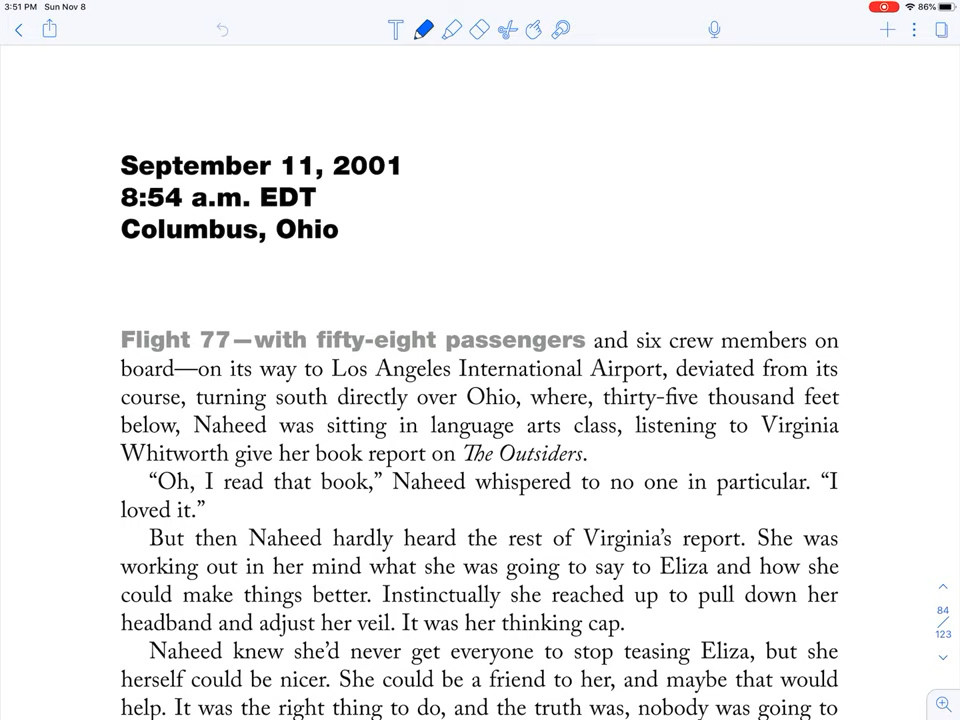 3:51 PM Sun Nov 8
86%
T
September 11, 2001
8:54 a.m. EDT
Columbus, Ohio
Flight 77—with fifty-eight passengers and six crew members on
board—on its way to Los Angeles International Airport, deviated from its
course, turning south directly over Ohio, where, thirty-five thousand feet
below, Naheed was sitting in language arts class, listening to Virginia
Whitworth give her book report on The Outsiders.
“Oh, I read that book,” Naheed whispered to no one in particular. “I
loved it.”
But then Naheed hardly heard the rest of Virginia’s report. She was
working out in her mind what she was going to say to Eliza and how she
could make things better. Instinctually she reached up to pull down her
headband and adjust her veil. It was her thinking cap.
Naheed knew she’d never get everyone to stop teasing Eliza, but she
herself could be nicer. She could be a friend to her, and maybe that would
help. It was the right thing to do, and the truth was, nobody was going to
84
/
123